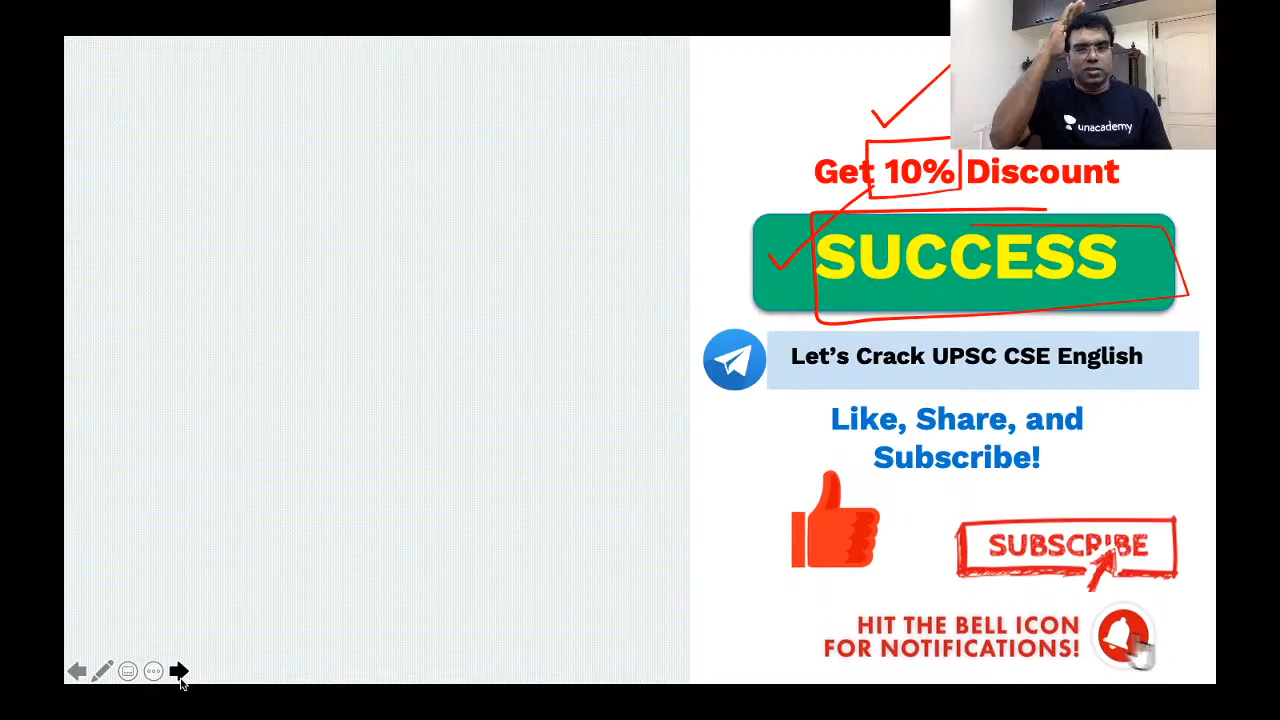 unacademy
Get 10% Discount
SUCCESS
Let's Crack UPSC CSE English
Like, Share, and
Subscribe!
SUBSCRIBE
HIT THE BELL ICON
FOR NOTIFICATIONS!